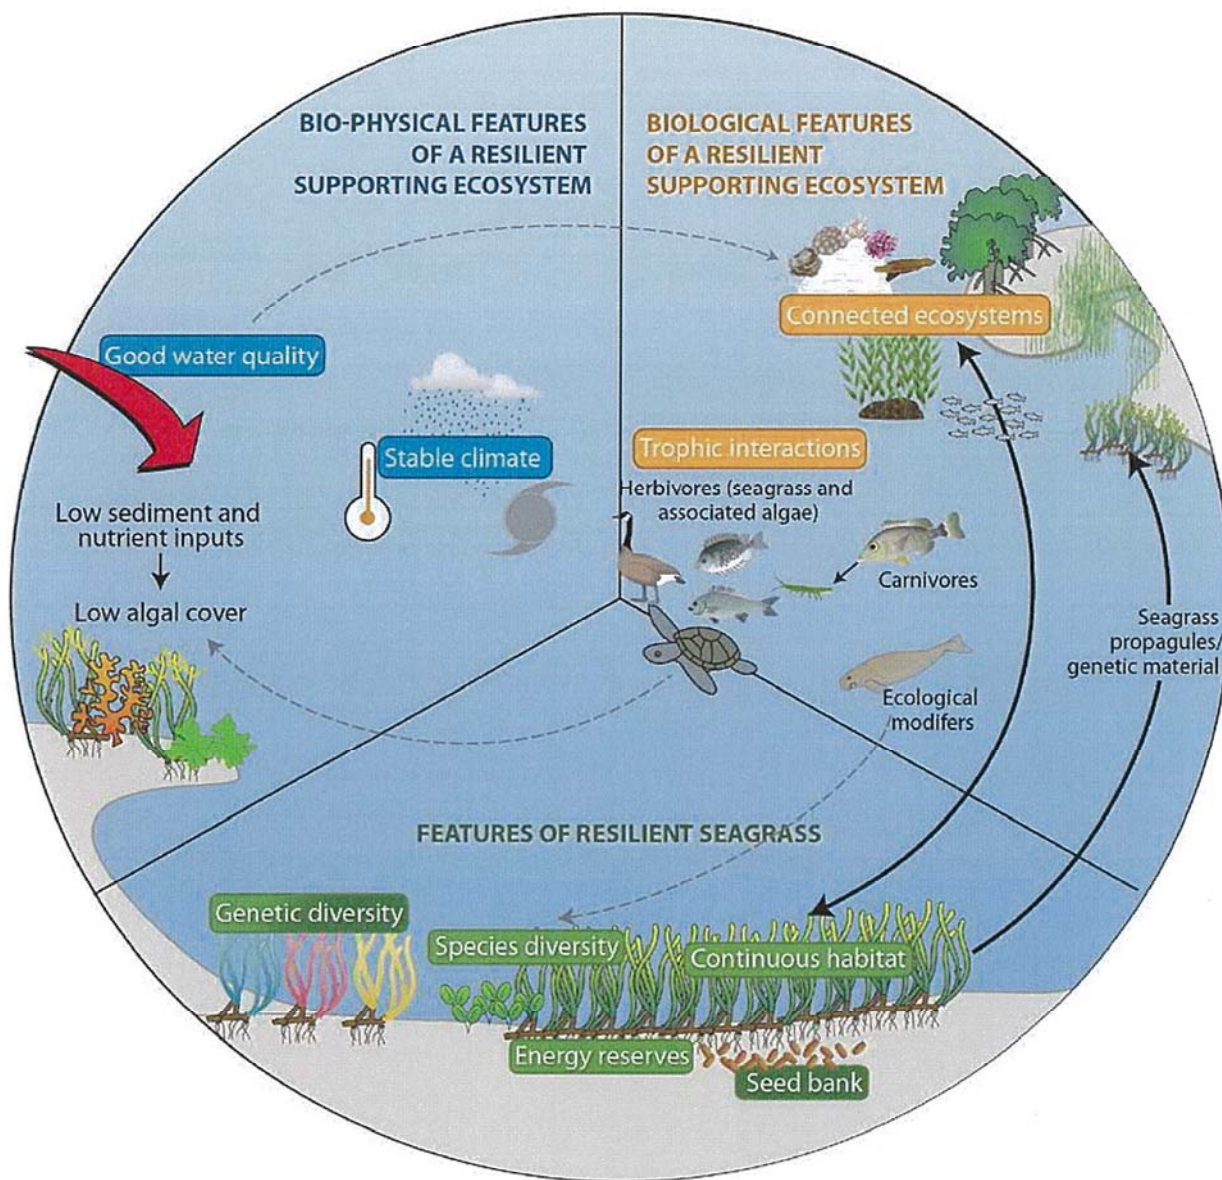 BIO-PHYSICAL FEATURES
OF A RESILIENT
SUPPORTING ECOSYSTEM
BIOLOGICAL FEATURES
OF A RESILIENT
SUPPORTING ECOSYSTEM
Good water quality
Stable climate
Low sediment and
nutrient inputs
Low algal cover
Connected ecosystems
Trophic interactions
Herbivores (seagrass and
associated algae)
Carnivores
Ecological
modifers
Seagrass
propagules/
genetic material
FEATURES OF RESILIENT SEAGRASS
Genetic diversity
Species diversity
Continuous habitat
Energy reserves
Seed bank